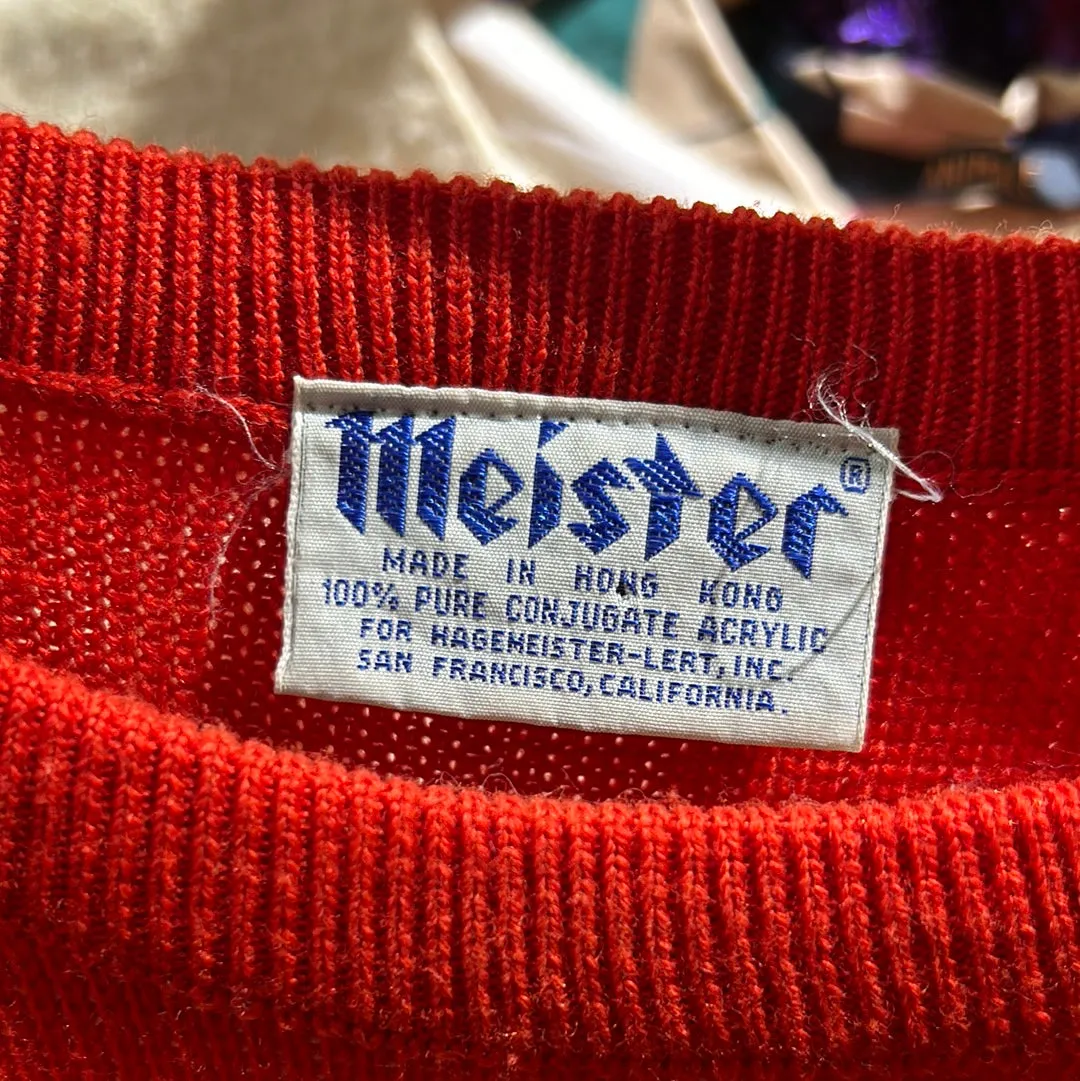 Meister ®
MADE IN HONG KONG
100% PURE CONJUGATE ACRYLIC
FOR HAGEMEISTER-LERT, INC.
SAN FRANCISCO, CALIFORNIA.